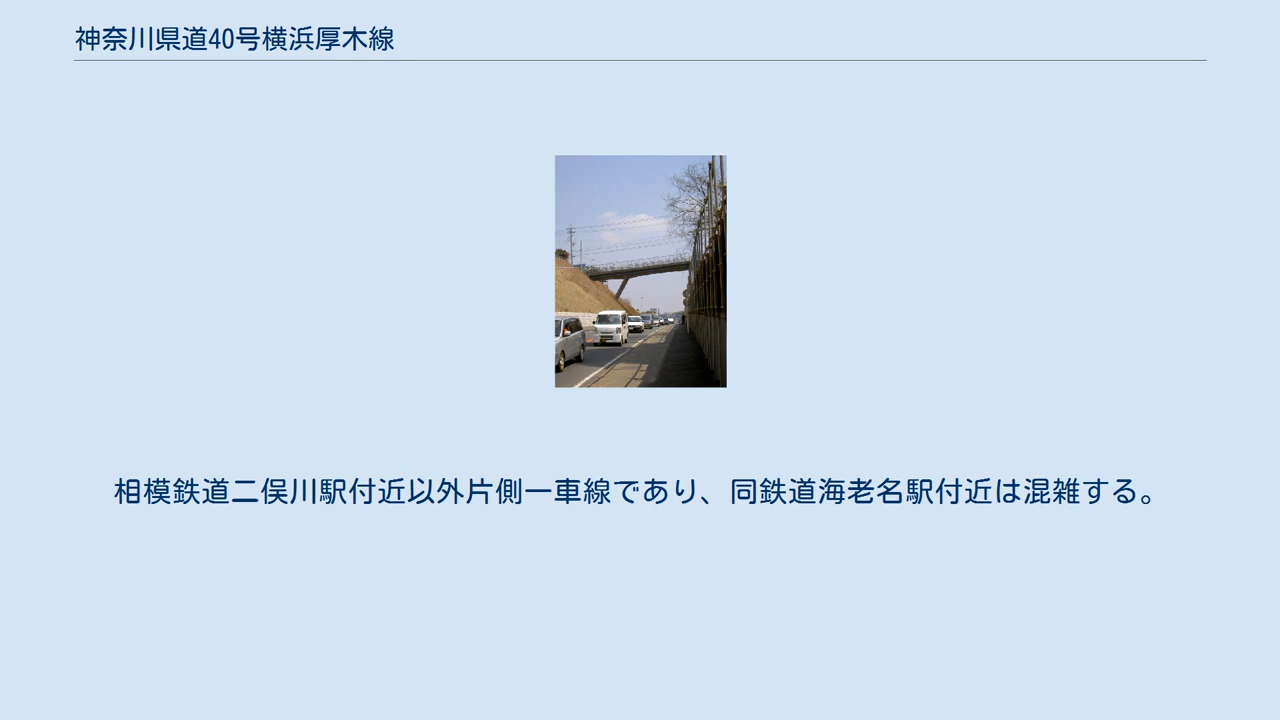 神奈川県道40号横浜厚木線
相模鉄道二俣川駅付近以外片側一車線であり、同鉄道海老名駅付近は混雑する。